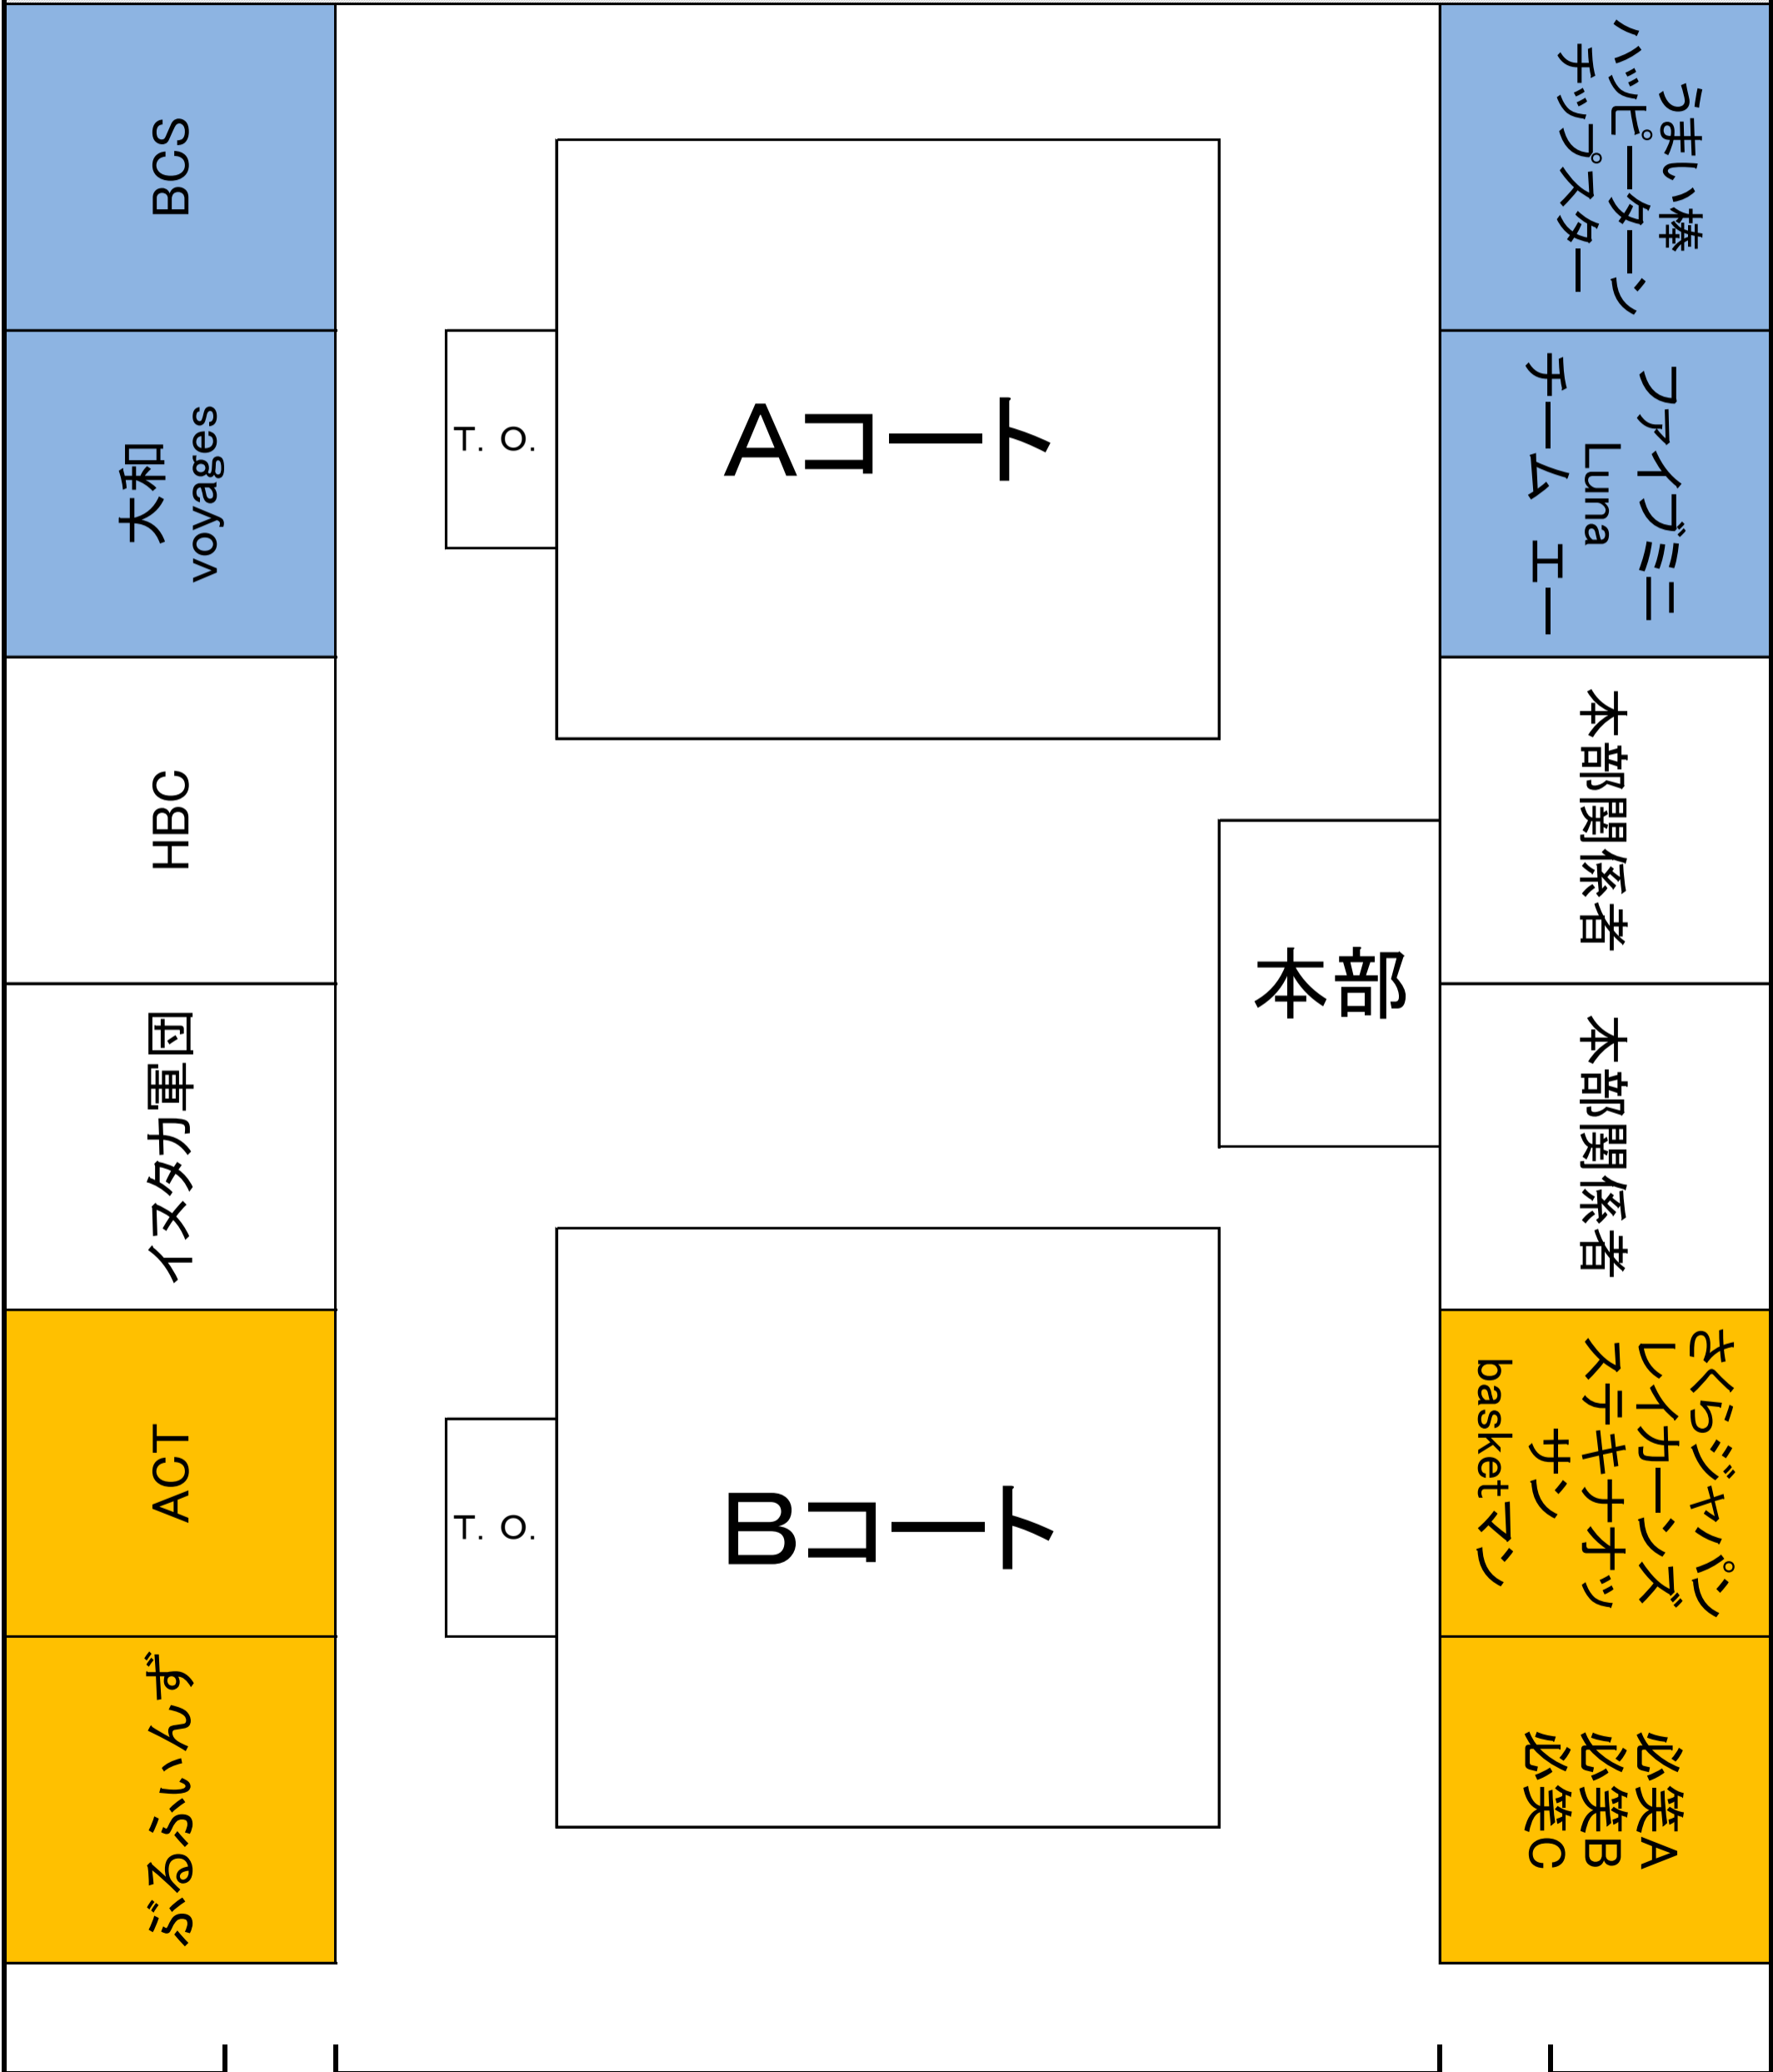 BCS
大和
voyages
HBC
イヌタカ軍団
ACT
ぶるふぃんず
T. O.
Aコート
本部
T. O.
Bコート
うまい棒
ハッピーターン
チップスター
ファイブミニ
Luna
チーム エー
本部関係者
本部関係者
さくらジャパン
レイカーンズ
ステキナオッ
サン
basketマン
必笑A
必笑B
必笑C